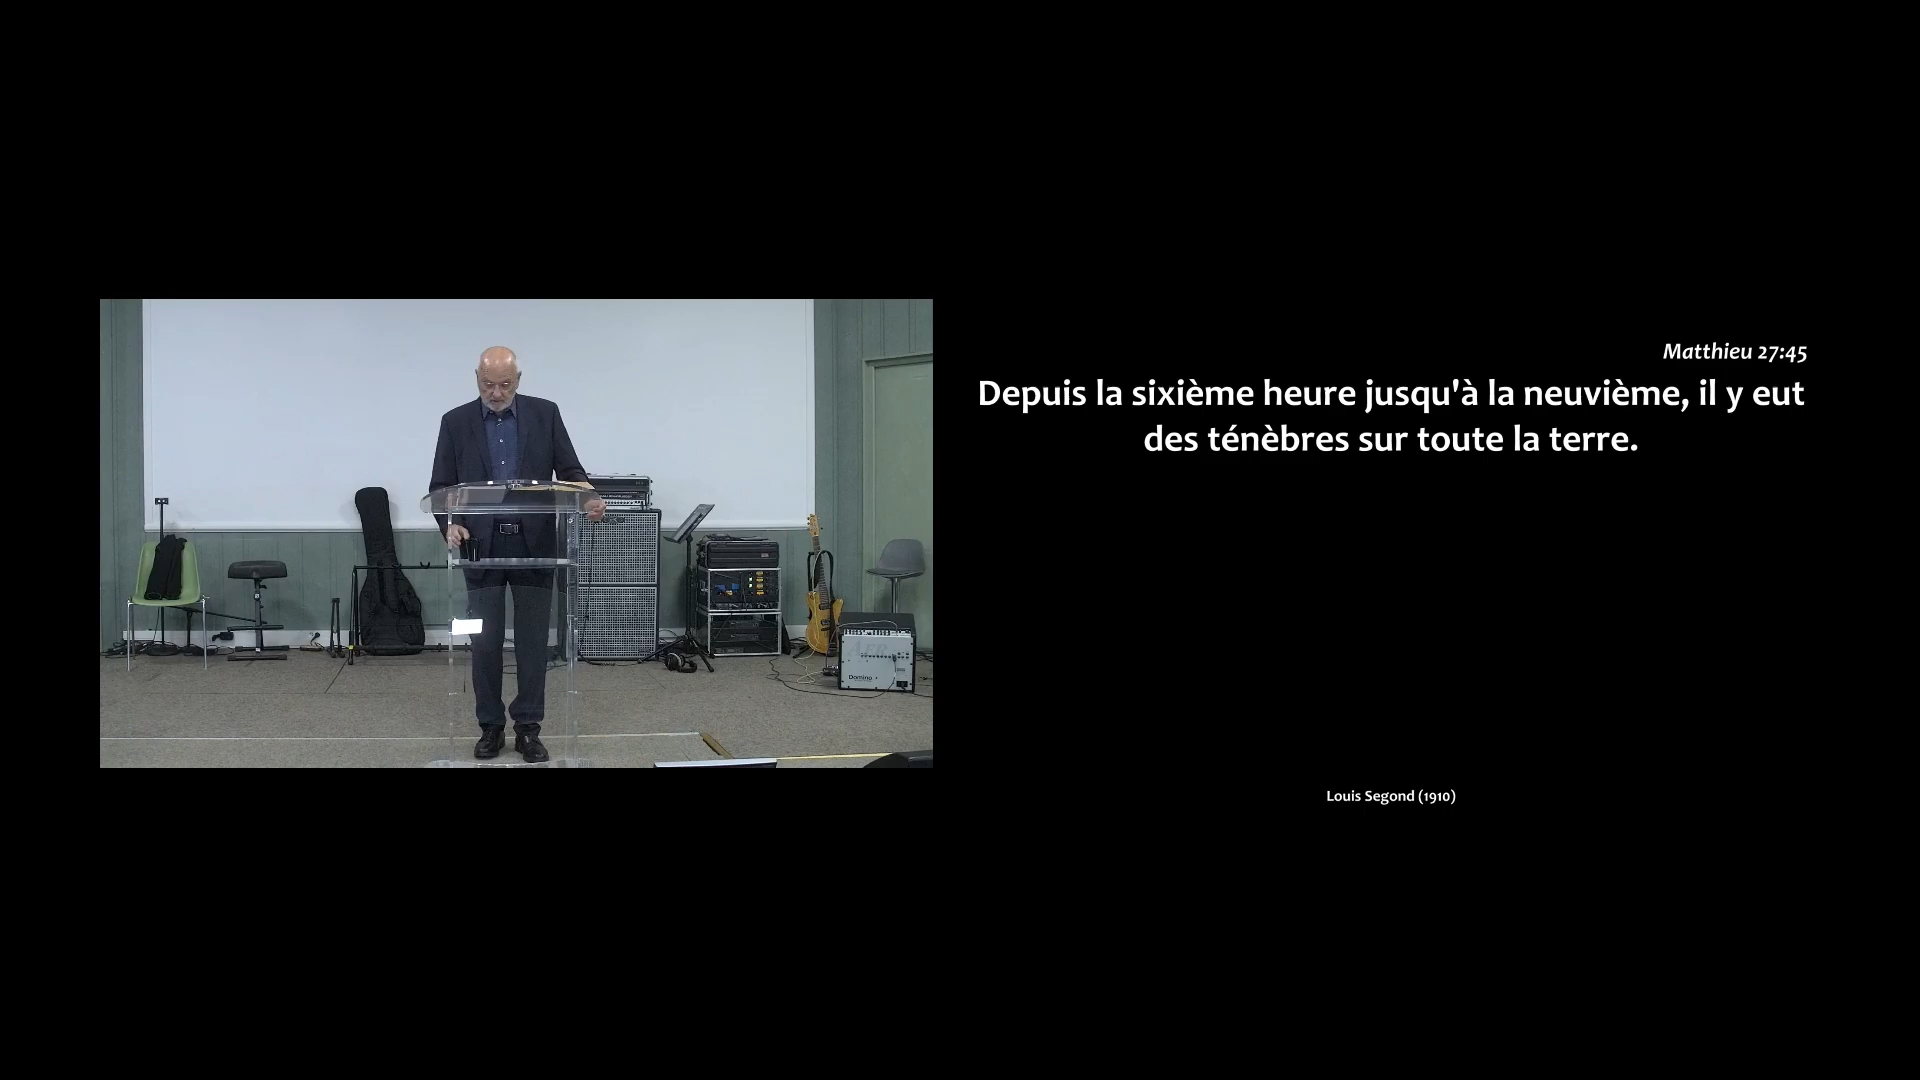 Matthieu 27:45
Depuis la sixième heure jusqu'à la neuvième, il y eut
des ténèbres sur toute la terre.
Louis Segond (1910)
Domino